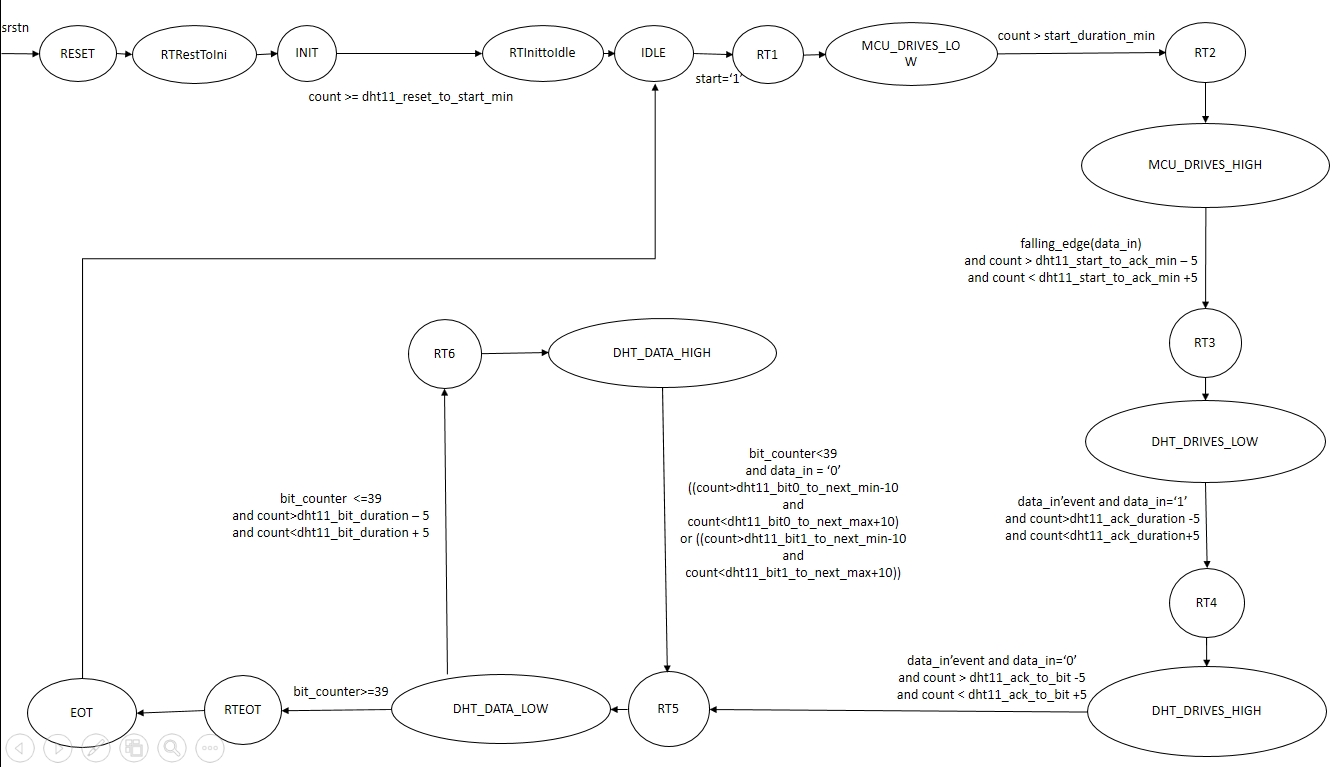 srstn
RESET
RTRestToIni
INIT
RTInittoIdle
IDLE
RT1
MCU_DRIVES_LO
W
count > start_duration_min
RT2
start=‘1’
count >= dht11_reset_to_start_min
MCU_DRIVES_HIGH
falling_edge(data_in)
and count > dht11_start_to_ack_min – 5
and count < dht11_start_to_ack_min +5
RT3
RT6
DHT_DATA_HIGH
DHT_DRIVES_LOW
bit_counter<39
and data_in = ‘0’
((count>dht11_bit0_to_next_min-10
and
count<dht11_bit0_to_next_max+10)
or ((count>dht11_bit1_to_next_min-10
and
count<dht11_bit1_to_next_max+10))
bit_counter  <=39
and count>dht11_bit_duration – 5
and count<dht11_bit_duration + 5
data_in’event and data_in=‘1’
and count>dht11_ack_duration -5
and count<dht11_ack_duration+5
RT4
data_in’event and data_in=‘0’
and count > dht11_ack_to_bit -5
and count < dht11_ack_to_bit +5
EOT
RTEOT
bit_counter>=39
DHT_DATA_LOW
RT5
DHT_DRIVES_HIGH